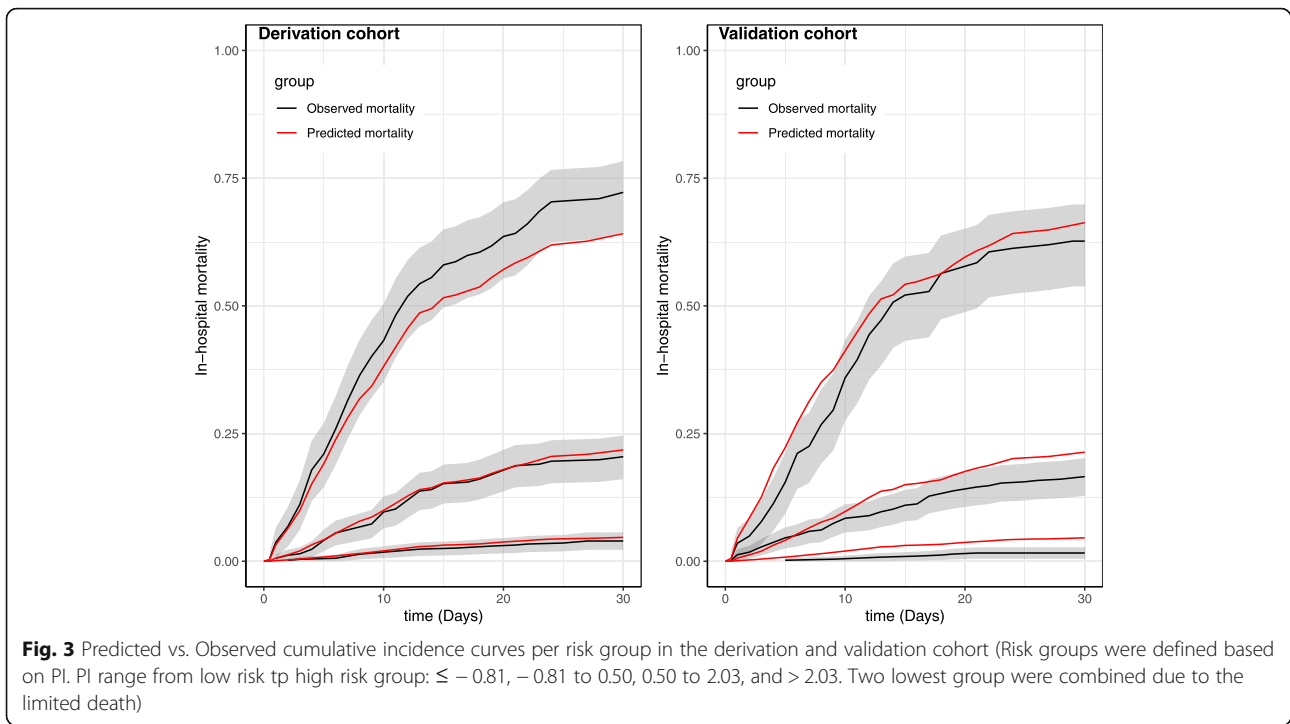 Derivation cohort
1.00
0.75
0.50
0.25
0.00
In−hospital mortality
group
Observed mortality
Predicted mortality
0
10
20
30
time (Days)
Validation cohort
1.00
0.75
0.50
0.25
0.00
In−hospital mortality
group
Observed mortality
Predicted mortality
0
10
20
30
time (Days)
Fig. 3 Predicted vs. Observed cumulative incidence curves per risk group in the derivation and validation cohort (Risk groups were defined based
on PI. PI range from low risk tp high risk group: ≤ − 0.81, − 0.81 to 0.50, 0.50 to 2.03, and > 2.03. Two lowest group were combined due to the
limited death)